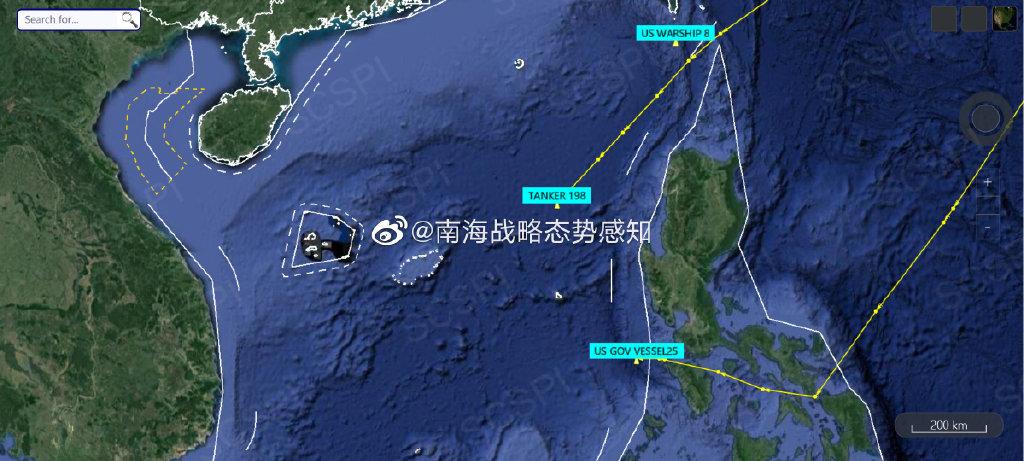 Search for...
US WARSHIP 8
SCSPI
TANKER 198
@南海战略态势感知
US GOV VESSEL25
200 km